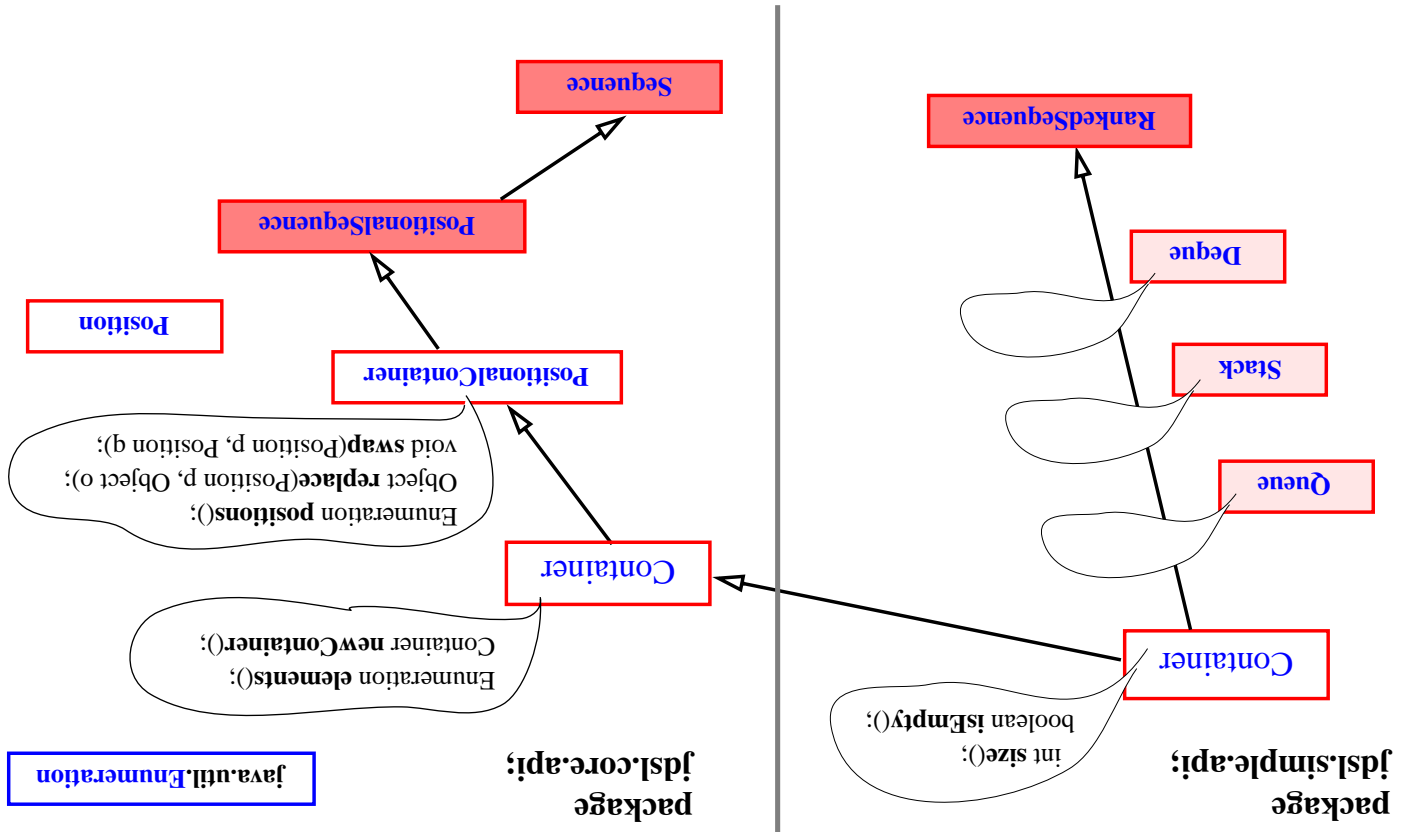 package
jdsl.simple.api;
int size();
boolean isEmpty();
Container
Queue
Stack
Deque
RankedSequence
package
jdsl.core.api;
java.util.Enumeration
Enumeration elements();
Container newContainer();
Container
Enumeration positions();
Object replace(Position p, Object o);
void swap(Position p, Position q);
PositionalContainer
Position
PositionalSequence
Sequence